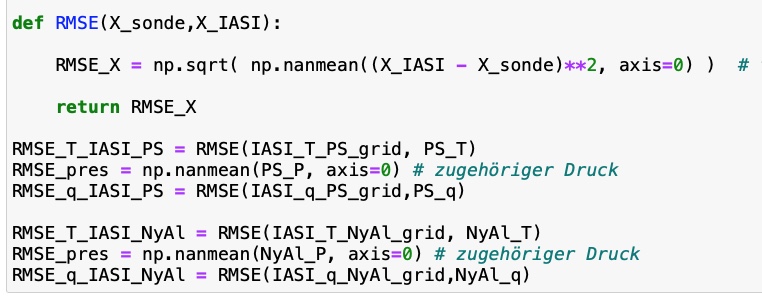 def RMSE(X_sonde,X_IASI):
RMSE_X = np.sqrt( np.nanmean((X_IASI - X_sonde)**2, axis=0) ) #
return RMSE_X
RMSE_T_IASI_PS = RMSE(IASI_T_PS_grid, PS_T)
RMSE_pres = np.nanmean(PS_P, axis=0) # zugehöriger Druck
RMSE_q_IASI_PS = RMSE(IASI_q_PS_grid,PS_q)
RMSE_T_IASI_NyAl = RMSE(IASI_T_NyAl_grid, NyAl_T)
RMSE_pres = np.nanmean(NyAl_P, axis=0) # zugehöriger Druck
RMSE_q_IASI_NyAl = RMSE(IASI_q_NyAl_grid,NyAl_q)